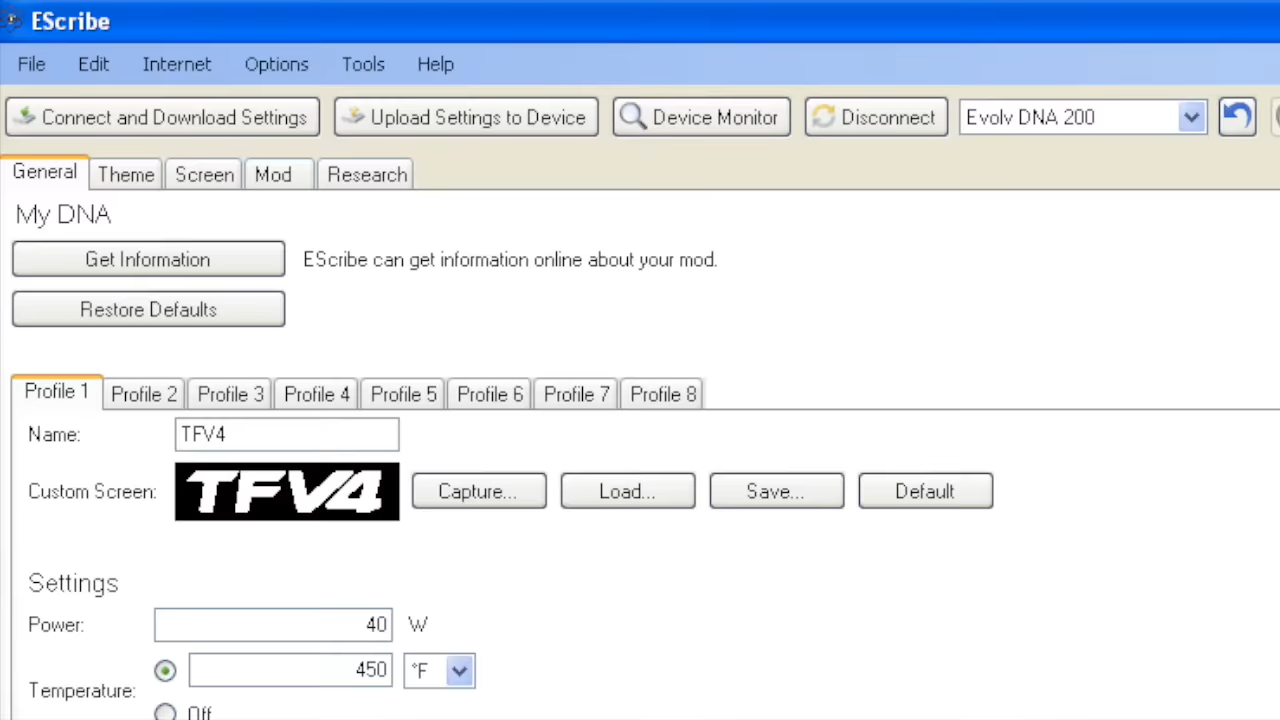 EScribe
File Edit Internet Options Tools Help
Connect and Download Settings Upload Settings to Device Device Monitor Disconnect Evolv DNA 200
General Theme Screen Mod Research
My DNA
Get Information EScribe can get information online about your mod.
Restore Defaults
Profile 1 Profile 2 Profile 3 Profile 4 Profile 5 Profile 6 Profile 7 Profile 8
Name: TFV4
Custom Screen: TFV4 Capture... Load... Save... Default
Settings
Power: 40 W
450 °F
Temperature:
Off